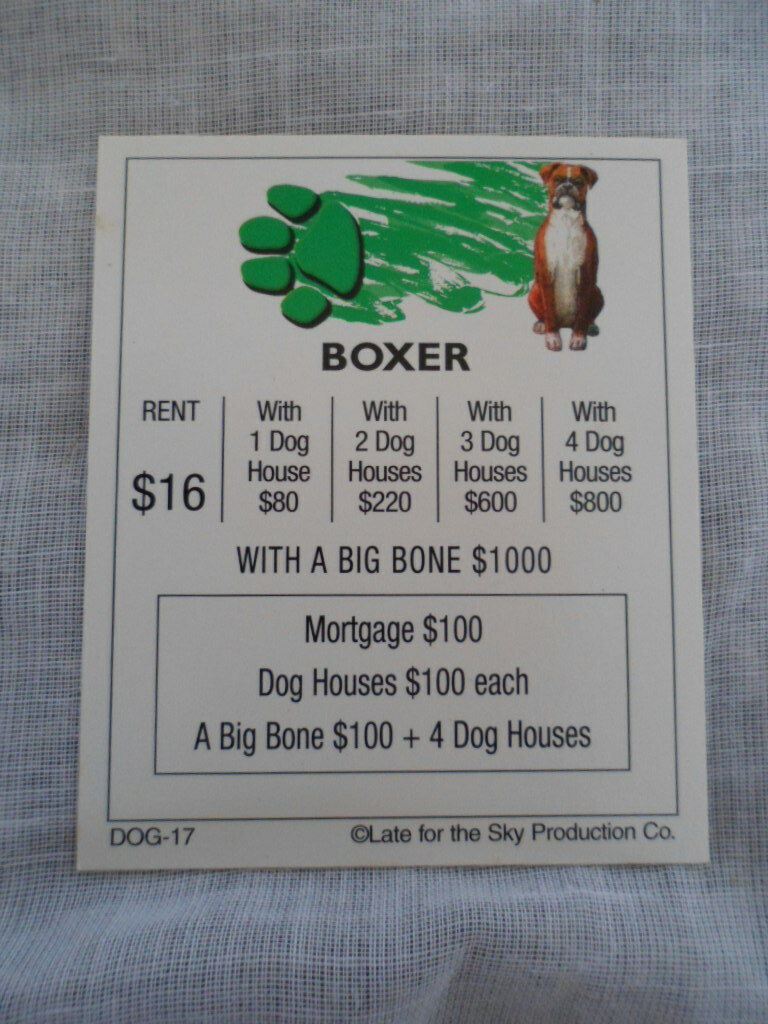 BOXER
RENT
$16
With
1 Dog
House
$80
With
2 Dog
Houses
$220
With
3 Dog
Houses
$600
With
4 Dog
Houses
$800
WITH A BIG BONE $1000
Mortgage $100
Dog Houses $100 each
A Big Bone $100 + 4 Dog Houses
DOG-17
©Late for the Sky Production Co.